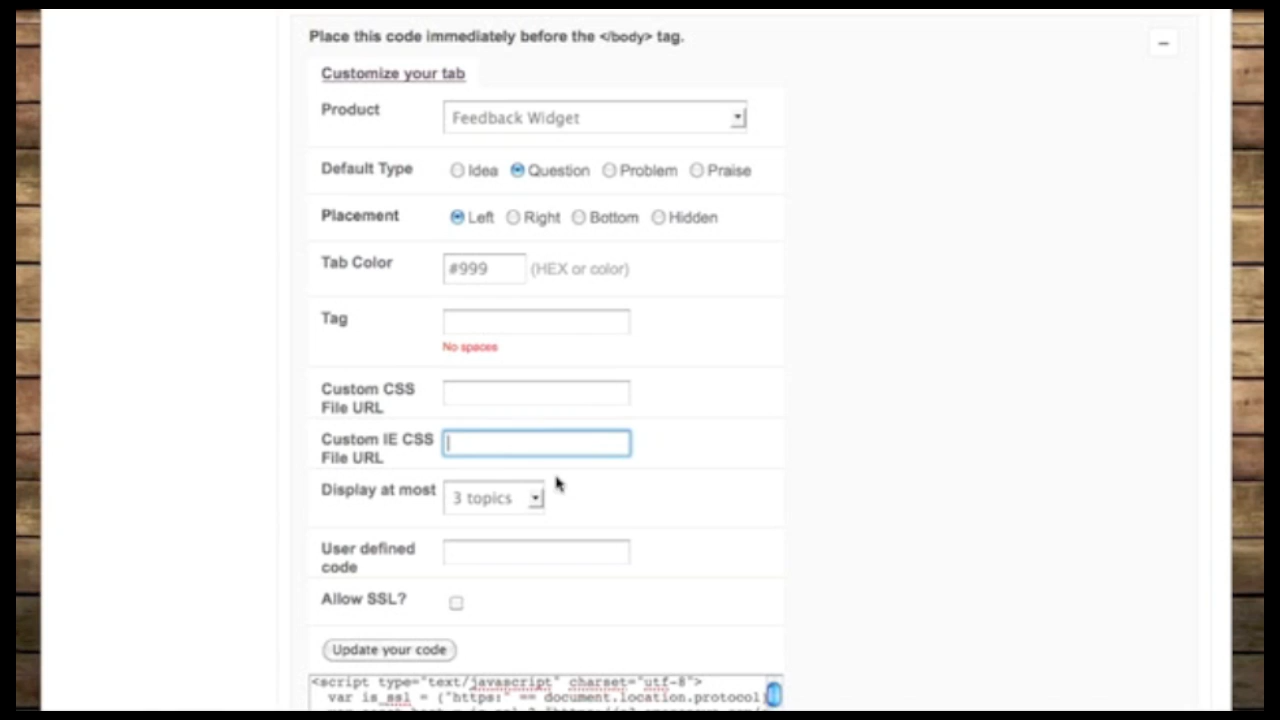 Place this code immediately before the </body> tag.
Customize your tab
Product
Feedback Widget
Default Type
Idea Question Problem Praise
Placement
Left Right Bottom Hidden
Tab Color
#999 (HEX or color)
Tag
No spaces
Custom CSS
File URL
Custom IE CSS
File URL
Display at most
3 topics
User defined
code
Allow SSL?
Update your code
<script type="text/javascript" charset="utf-8">
var is_ssl = ("https:" == document.location.protocol)